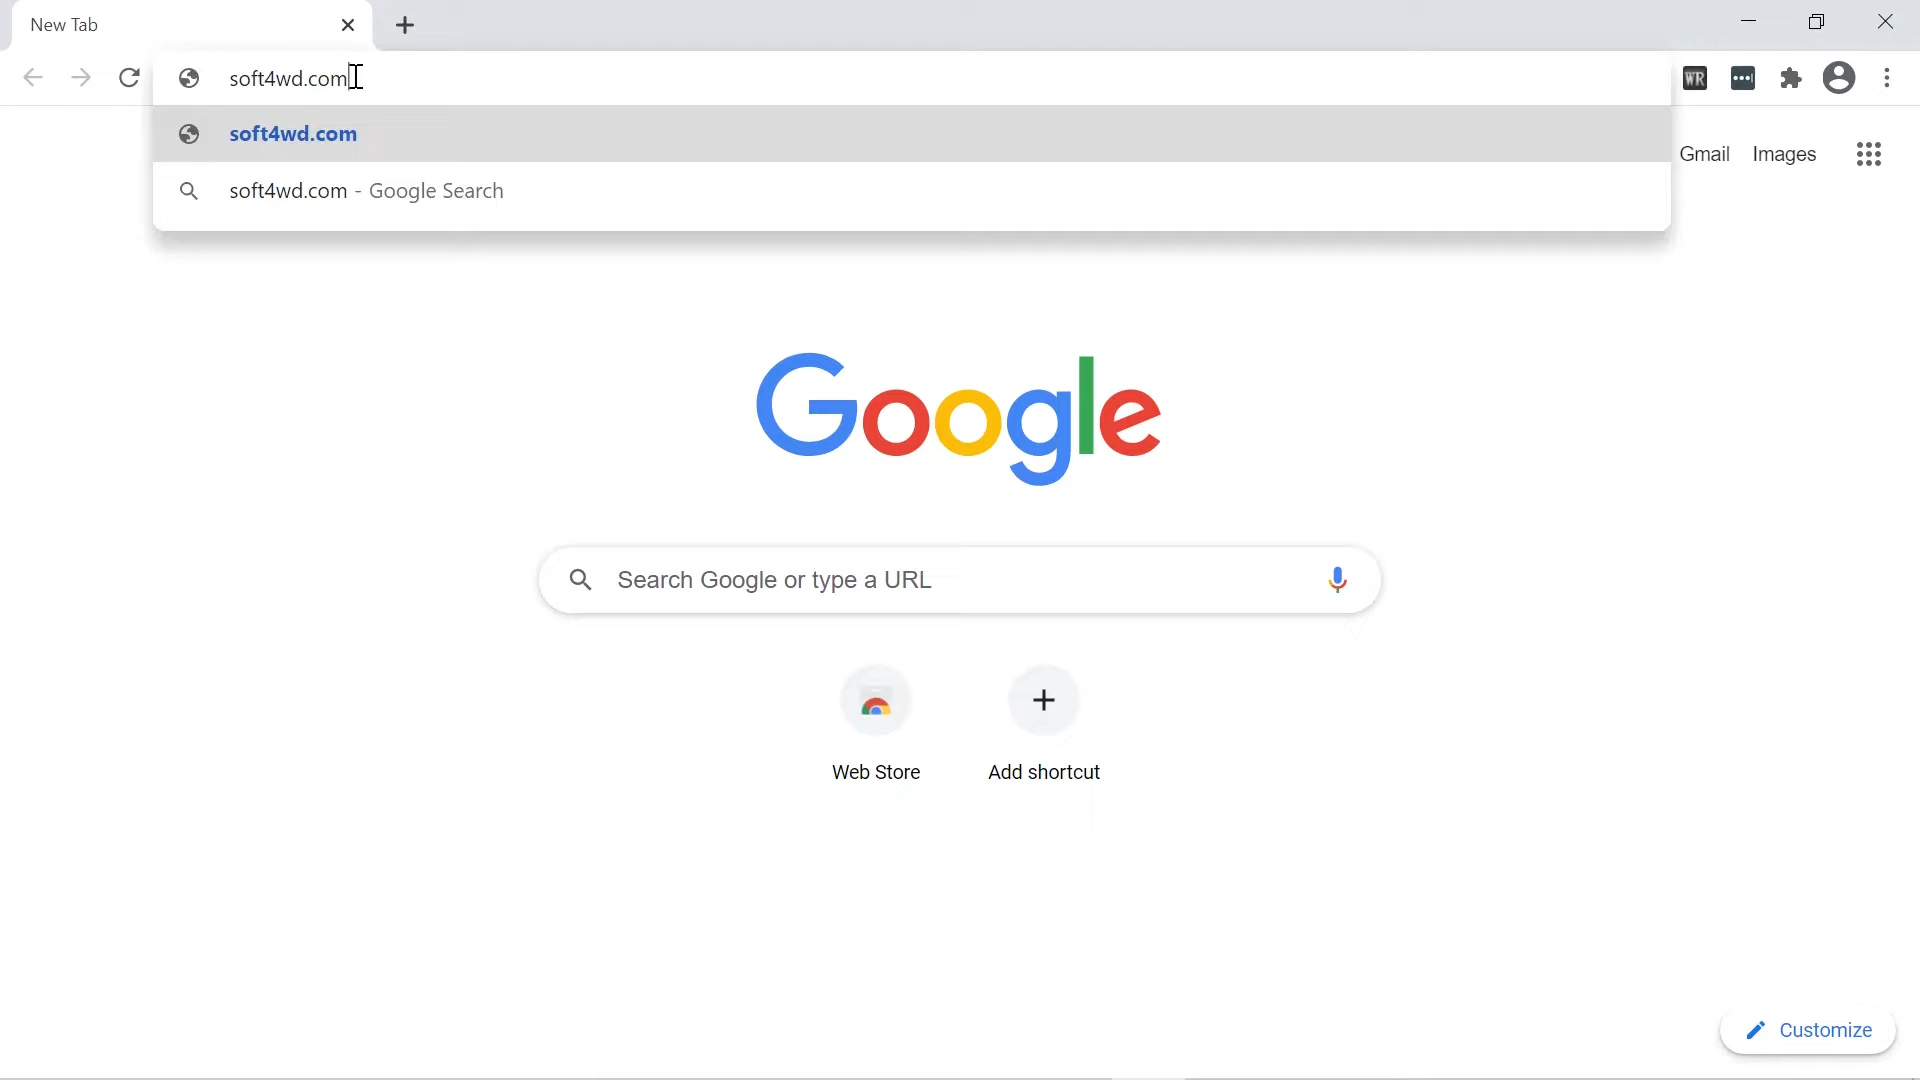 New Tab
soft4wd.com
WR
soft4wd.com
soft4wd.com - Google Search
Gmail Images
Google
Search Google or type a URL
Web Store Add shortcut
Customize